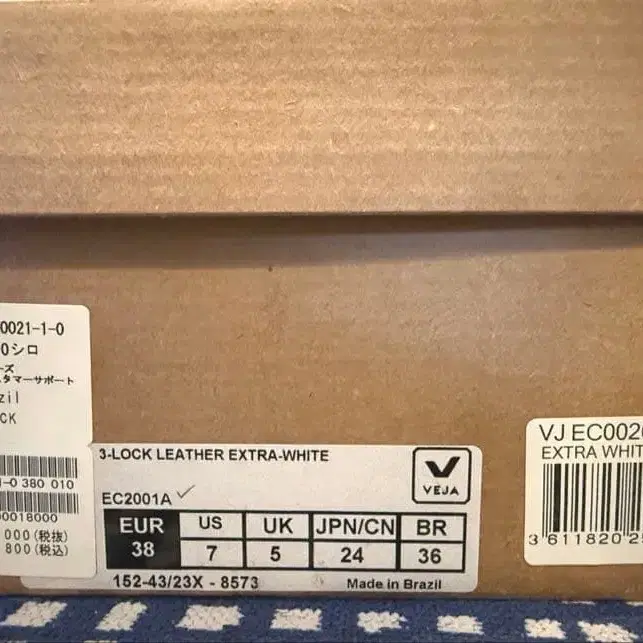 0021-1-0
0シロ
ーズ
タマーサポート
zil
CK
-0 380 010
00018000
000(税抜)
800(税込)
3-LOCK LEATHER EXTRA-WHITE
VEJA
EC2001A
EUR US UK JPN/CN BR
38 7 5 24 36
152-43/23X - 8573
Made in Brazil
VJ EC002
EXTRA WHIT
3 611820 2